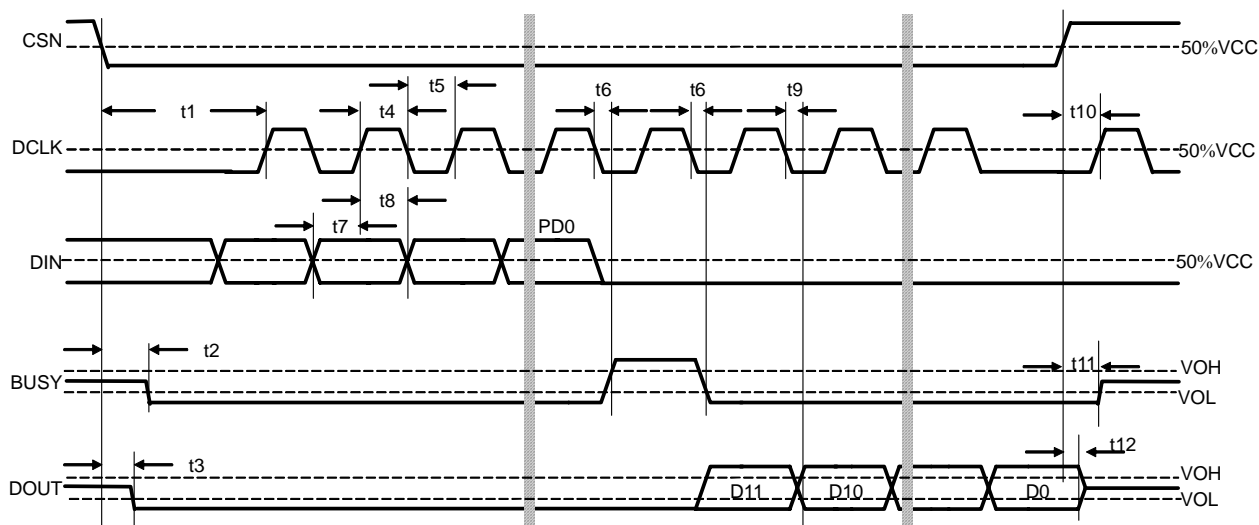 CSN
50%VCC
t5
t1
t4
t6
t6
t9
t10
DCLK
50%VCC
t8
t7
PD0
DIN
50%VCC
t2
BUSY
VOH
t11
VOL
t3
t12
DOUT
VOH
D11
D10
D0
VOL